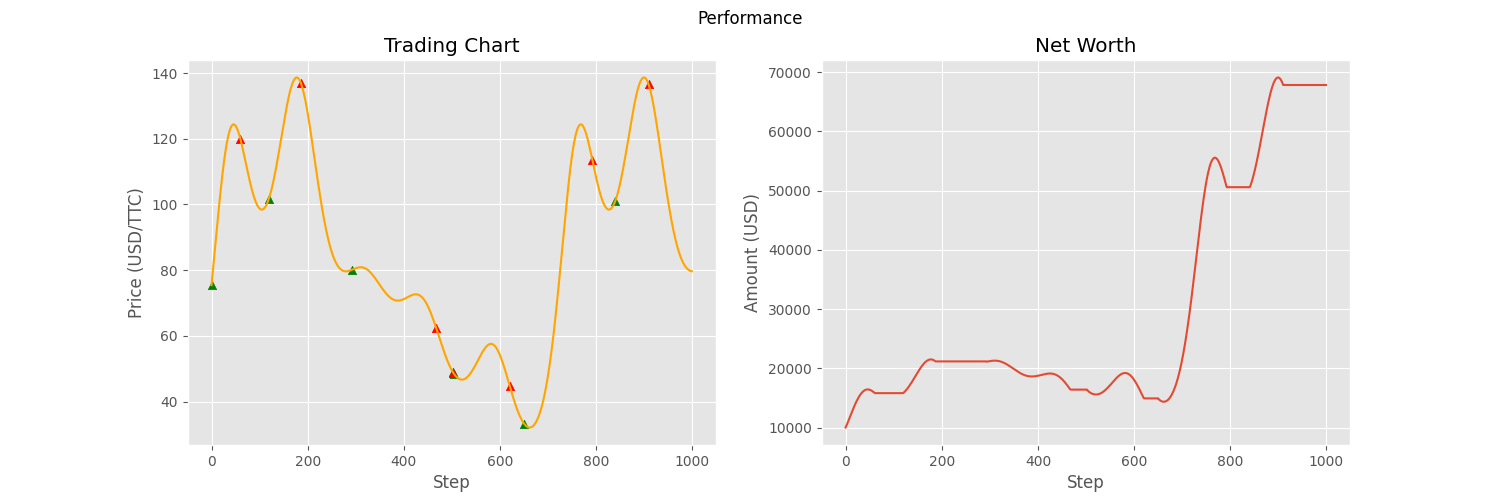 Performance
Trading Chart
Price (USD/TTC)
140
120
100
80
60
40
0 200 400 600 800 1000
Step
Net Worth
Amount (USD)
70000
60000
50000
40000
30000
20000
10000
0 200 400 600 800 1000
Step